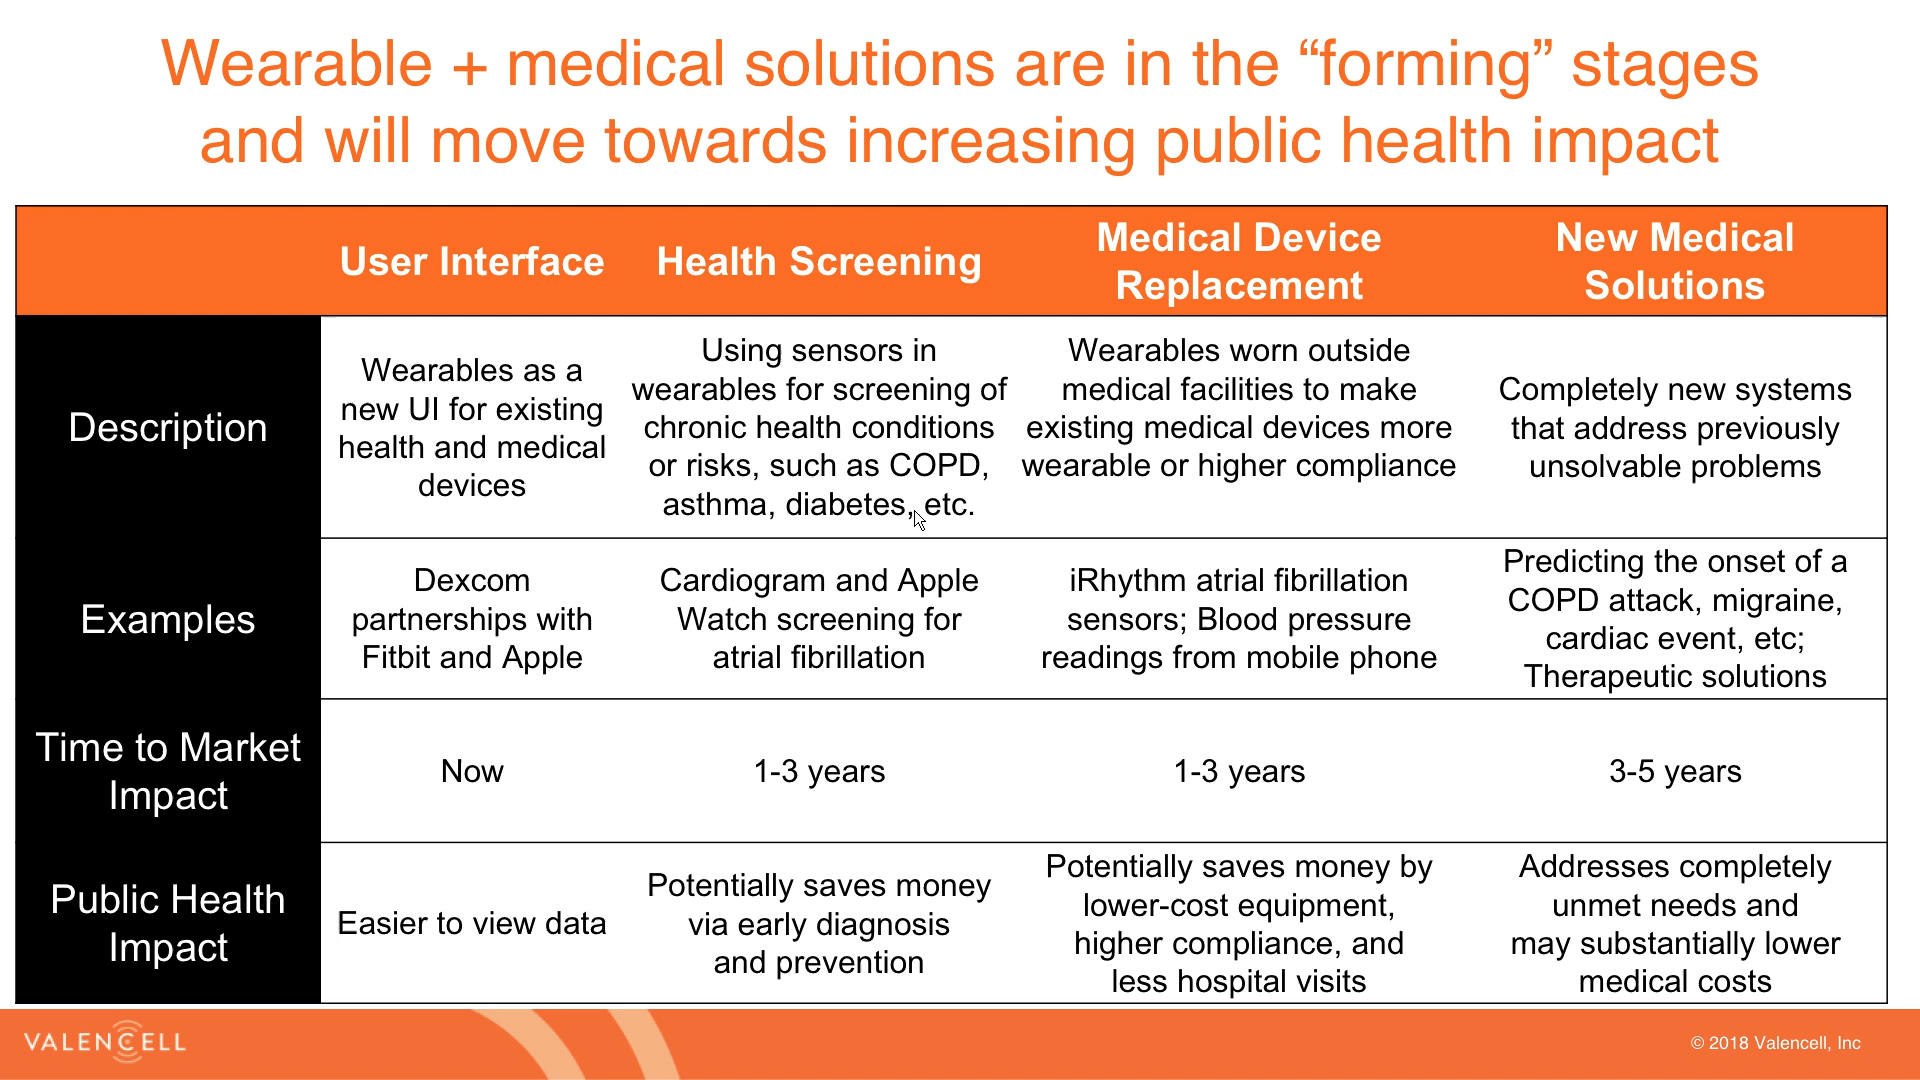 Wearable + medical solutions are in the “forming” stages
and will move towards increasing public health impact
User Interface
Health Screening
Medical Device
Replacement
New Medical
Solutions
Description
Wearables as a
new UI for existing
health and medical
devices
Using sensors in
wearables for screening of
chronic health conditions
or risks, such as COPD,
asthma, diabetes, etc.
Wearables worn outside
medical facilities to make
existing medical devices more
wearable or higher compliance
Completely new systems
that address previously
unsolvable problems
Examples
Dexcom
partnerships with
Fitbit and Apple
Cardiogram and Apple
Watch screening for
atrial fibrillation
iRhythm atrial fibrillation
sensors; Blood pressure
readings from mobile phone
Predicting the onset of a
COPD attack, migraine,
cardiac event, etc;
Therapeutic solutions
Time to Market
Impact
Now
1-3 years
1-3 years
3-5 years
Public Health
Impact
Easier to view data
Potentially saves money
via early diagnosis
and prevention
Potentially saves money by
lower-cost equipment,
higher compliance, and
less hospital visits
Addresses completely
unmet needs and
may substantially lower
medical costs
VALENCELL
© 2018 Valencell, Inc